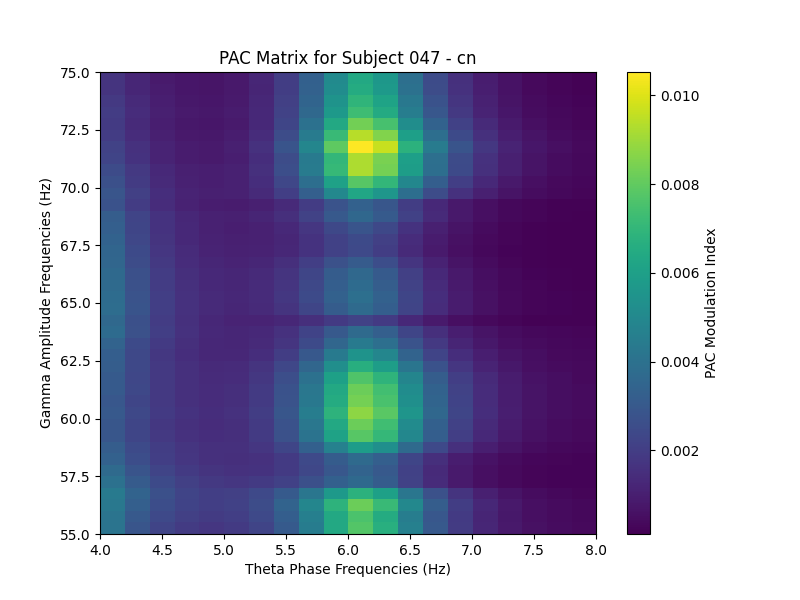 PAC Matrix for Subject 047 - cn
75.0
72.5
70.0
67.5
65.0
62.5
60.0
57.5
55.0
Gamma Amplitude Frequencies (Hz)
4.0 4.5 5.0 5.5 6.0 6.5 7.0 7.5 8.0
Theta Phase Frequencies (Hz)
0.010
0.008
0.006
0.004
0.002
PAC Modulation Index